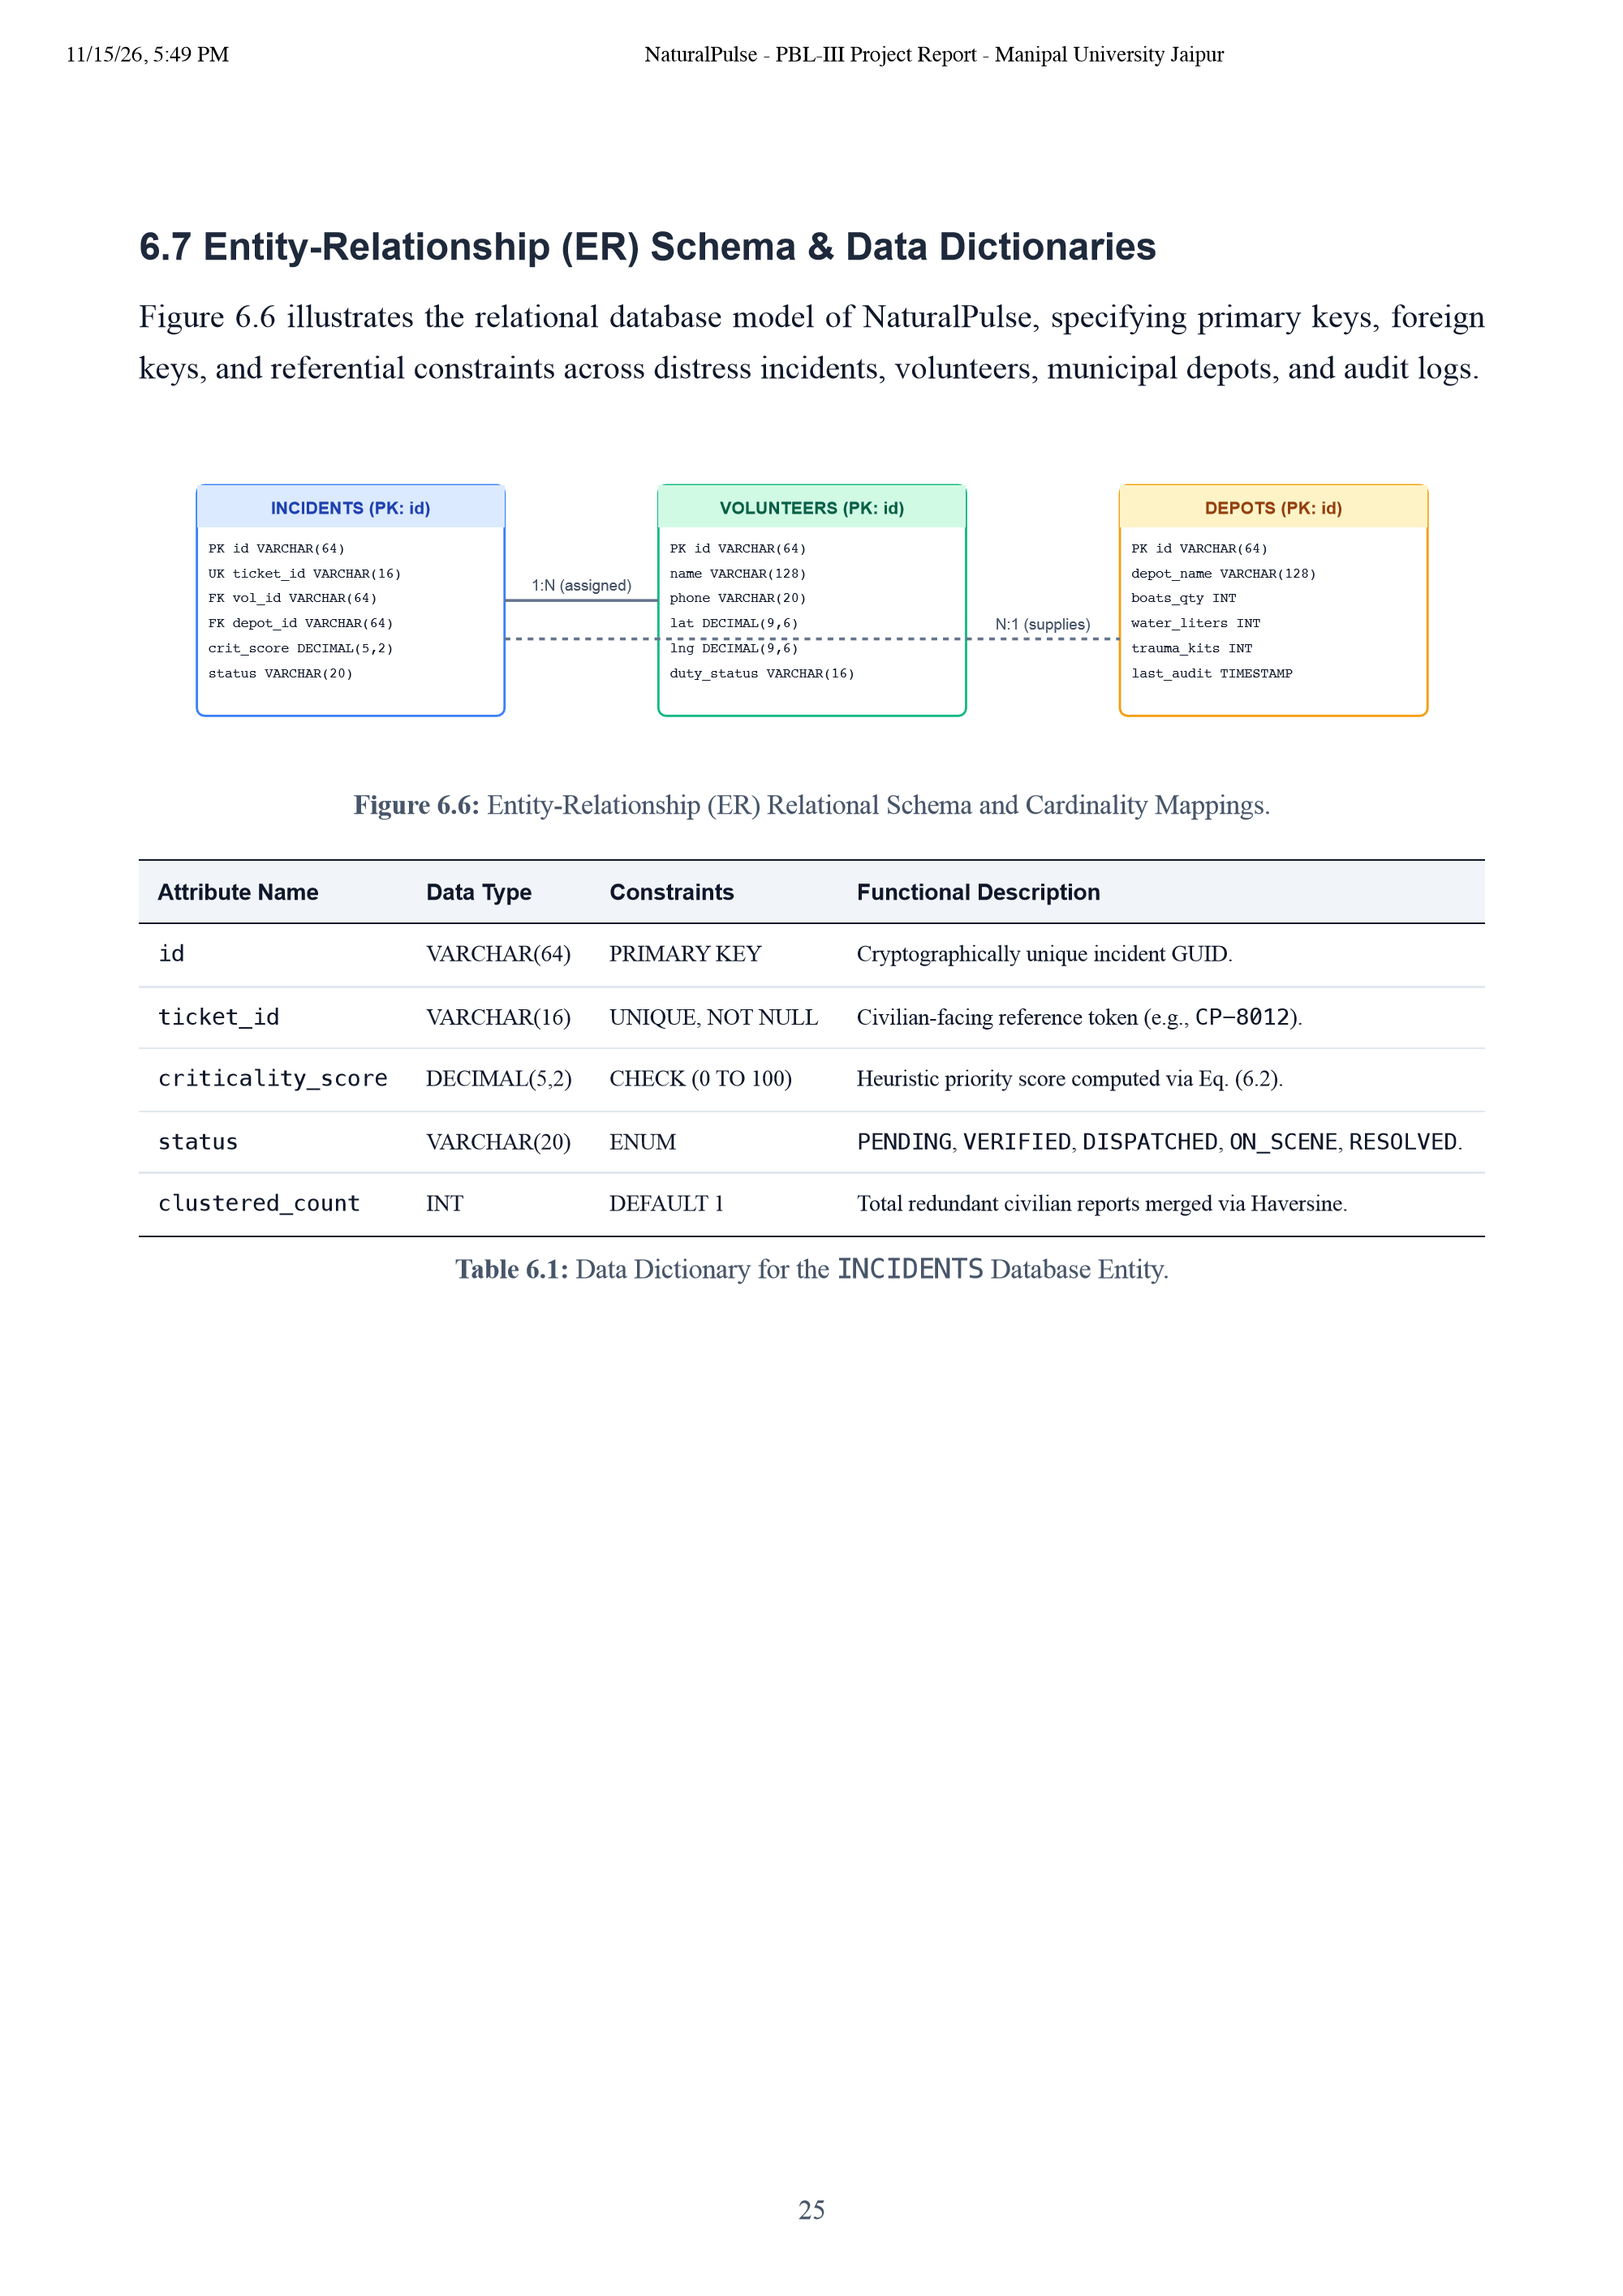 11/15/26, 5:49 PM
NaturalPulse - PBL-III Project Report - Manipal University Jaipur
6.7 Entity-Relationship (ER) Schema & Data Dictionaries
Figure 6.6 illustrates the relational database model of NaturalPulse, specifying primary keys, foreign
keys, and referential constraints across distress incidents, volunteers, municipal depots, and audit logs.
INCIDENTS (PK: id)
PK id VARCHAR(64)
UK ticket_id VARCHAR(16)
FK vol_id VARCHAR(64)
FK depot_id VARCHAR(64)
crit_score DECIMAL(5,2)
status VARCHAR(20)
1:N (assigned)
VOLUNTEERS (PK: id)
PK id VARCHAR(64)
name VARCHAR(128)
phone VARCHAR(20)
lat DECIMAL(9,6)
lng DECIMAL(9,6)
duty_status VARCHAR(16)
N:1 (supplies)
DEPOTS (PK: id)
PK id VARCHAR(64)
depot_name VARCHAR(128)
boats_qty INT
water_liters INT
trauma_kits INT
last_audit TIMESTAMP
Figure 6.6: Entity-Relationship (ER) Relational Schema and Cardinality Mappings.
Attribute Name Data Type Constraints Functional Description
id VARCHAR(64) PRIMARY KEY Cryptographically unique incident GUID.
ticket_id VARCHAR(16) UNIQUE, NOT NULL Civilian-facing reference token (e.g., CP-8012).
criticality_score DECIMAL(5,2) CHECK (0 TO 100) Heuristic priority score computed via Eq. (6.2).
status VARCHAR(20) ENUM PENDING, VERIFIED, DISPATCHED, ON_SCENE, RESOLVED.
clustered_count INT DEFAULT 1 Total redundant civilian reports merged via Haversine.
Table 6.1: Data Dictionary for the INCIDENTS Database Entity.
25